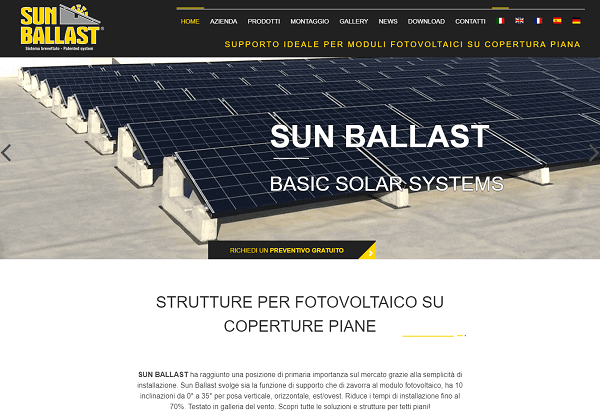 SUN
BALLAST®
Sistema brevettato - Patented system
HOME AZIENDA PRODOTTI MONTAGGIO GALLERY NEWS DOWNLOAD CONTATTI
SUPPORTO IDEALE PER MODULI FOTOVOLTAICI SU COPERTURA PIANA
SUN BALLAST
BASIC SOLAR SYSTEMS
RICHIEDI UN PREVENTIVO GRATUITO
STRUTTURE PER FOTOVOLTAICO SU
COPERTURE PIANE
SUN BALLAST ha raggiunto una posizione di primaria importanza sul mercato grazie alla semplicità di
installazione. Sun Ballast svolge sia la funzione di supporto che di zavorra al modulo fotovoltaico, ha 10
inclinazioni da 0° a 35° per posa verticale, orizzontale, est/ovest. Riduce i tempi di installazione fino al
70%. Testato in galleria del vento. Scopri tutte le soluzioni e strutture per tetti piani!